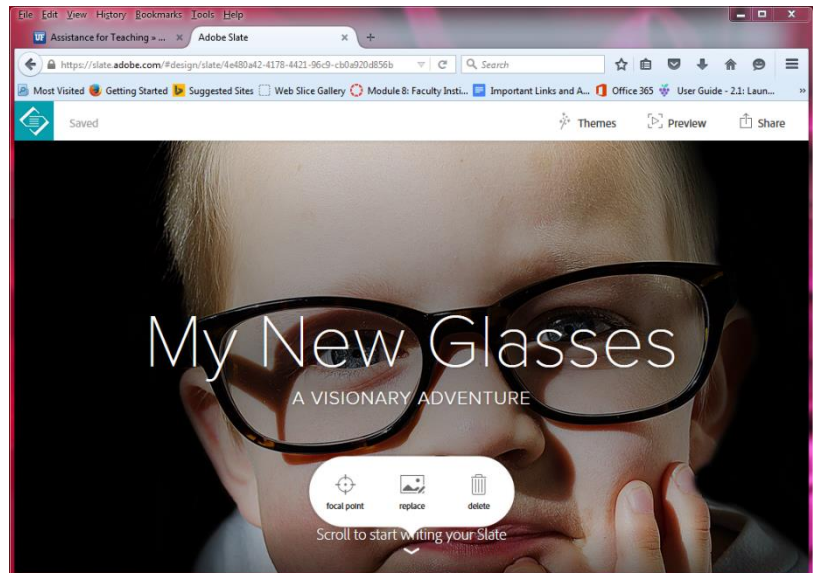 File Edit View History Bookmarks Tools Help
UF Assistance for Teaching » ... × Adobe Slate × +
https://slate.adobe.com/#design/slate/4e480a42-4178-4421-96c9-cb0a920d856b Search
Most Visited Getting Started Suggested Sites Web Slice Gallery Module 8: Faculty Insti... Important Links and A... Office 365 User Guide - 2.1: Laun... »
Saved Themes Preview Share
My New Glasses
A VISIONARY ADVENTURE
focal point replace delete
Scroll to start writing your Slate